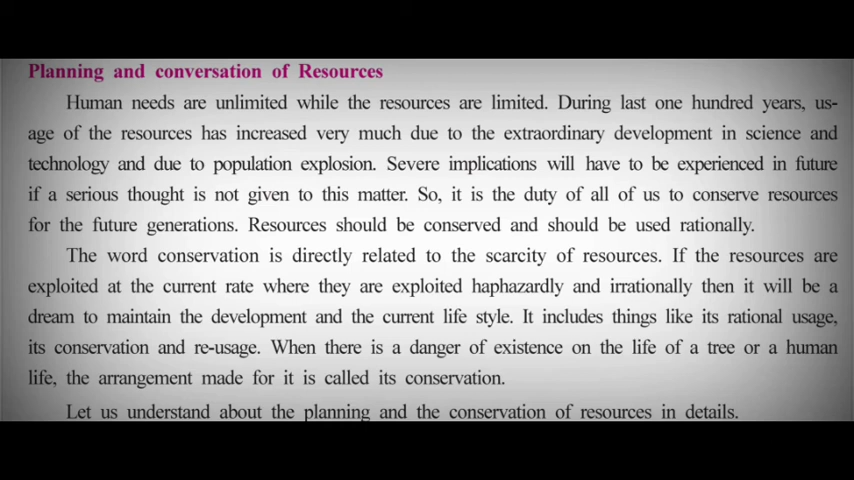 Planning and conversation of Resources
Human needs are unlimited while the resources are limited. During last one hundred years, us-
age of the resources has increased very much due to the extraordinary development in science and
technology and due to population explosion. Severe implications will have to be experienced in future
if a serious thought is not given to this matter. So, it is the duty of all of us to conserve resources
for the future generations. Resources should be conserved and should be used rationally.
The word conservation is directly related to the scarcity of resources. If the resources are
exploited at the current rate where they are exploited haphazardly and irrationally then it will be a
dream to maintain the development and the current life style. It includes things like its rational usage,
its conservation and re-usage. When there is a danger of existence on the life of a tree or a human
life, the arrangement made for it is called its conservation.
Let us understand about the planning and the conservation of resources in details.